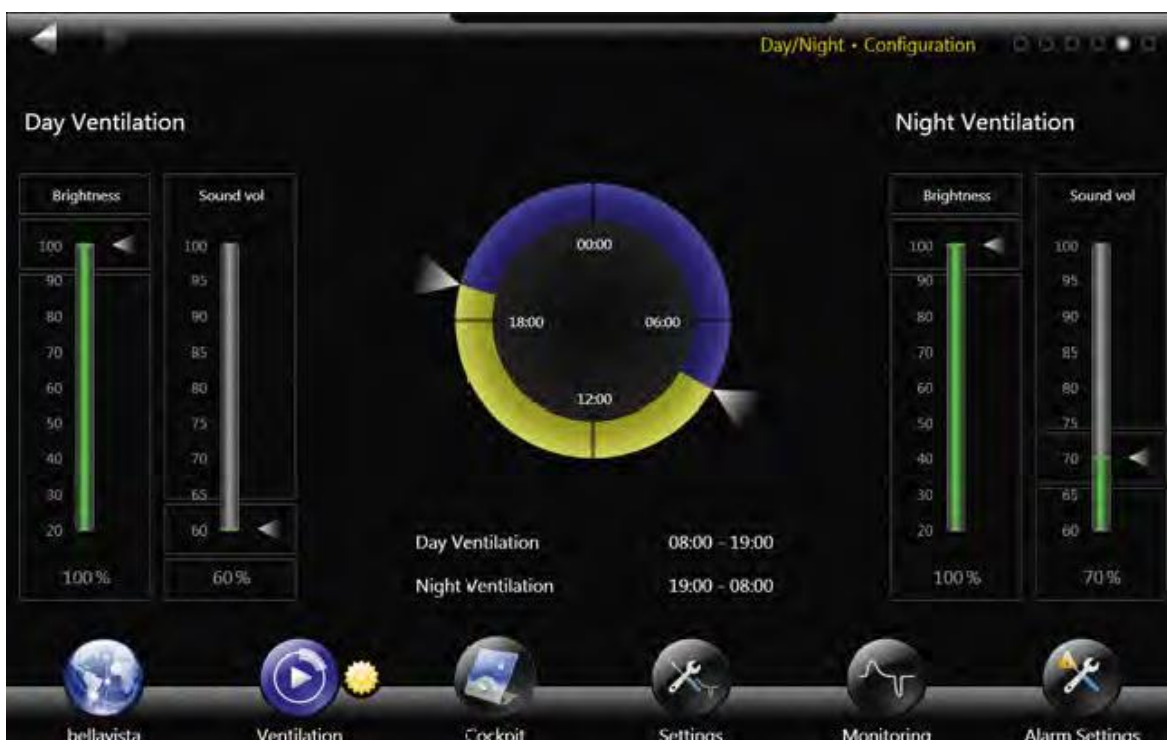 Day/Night • Configuration
Day Ventilation
Night Ventilation
Brightness
Sound vol
Brightness
Sound vol
100
90
80
70
60
50
40
30
20
100%
100
95
90
85
80
75
70
65
60
60%
00:00
18:00
06:00
12:00
Day Ventilation 08:00 - 19:00
Night Ventilation 19:00 - 08:00
100
90
80
70
60
50
40
30
20
100%
100
95
90
85
80
75
70
65
60
70%
bellavista
Ventilation
Cockpit
Settings
Monitoring
Alarm Settings